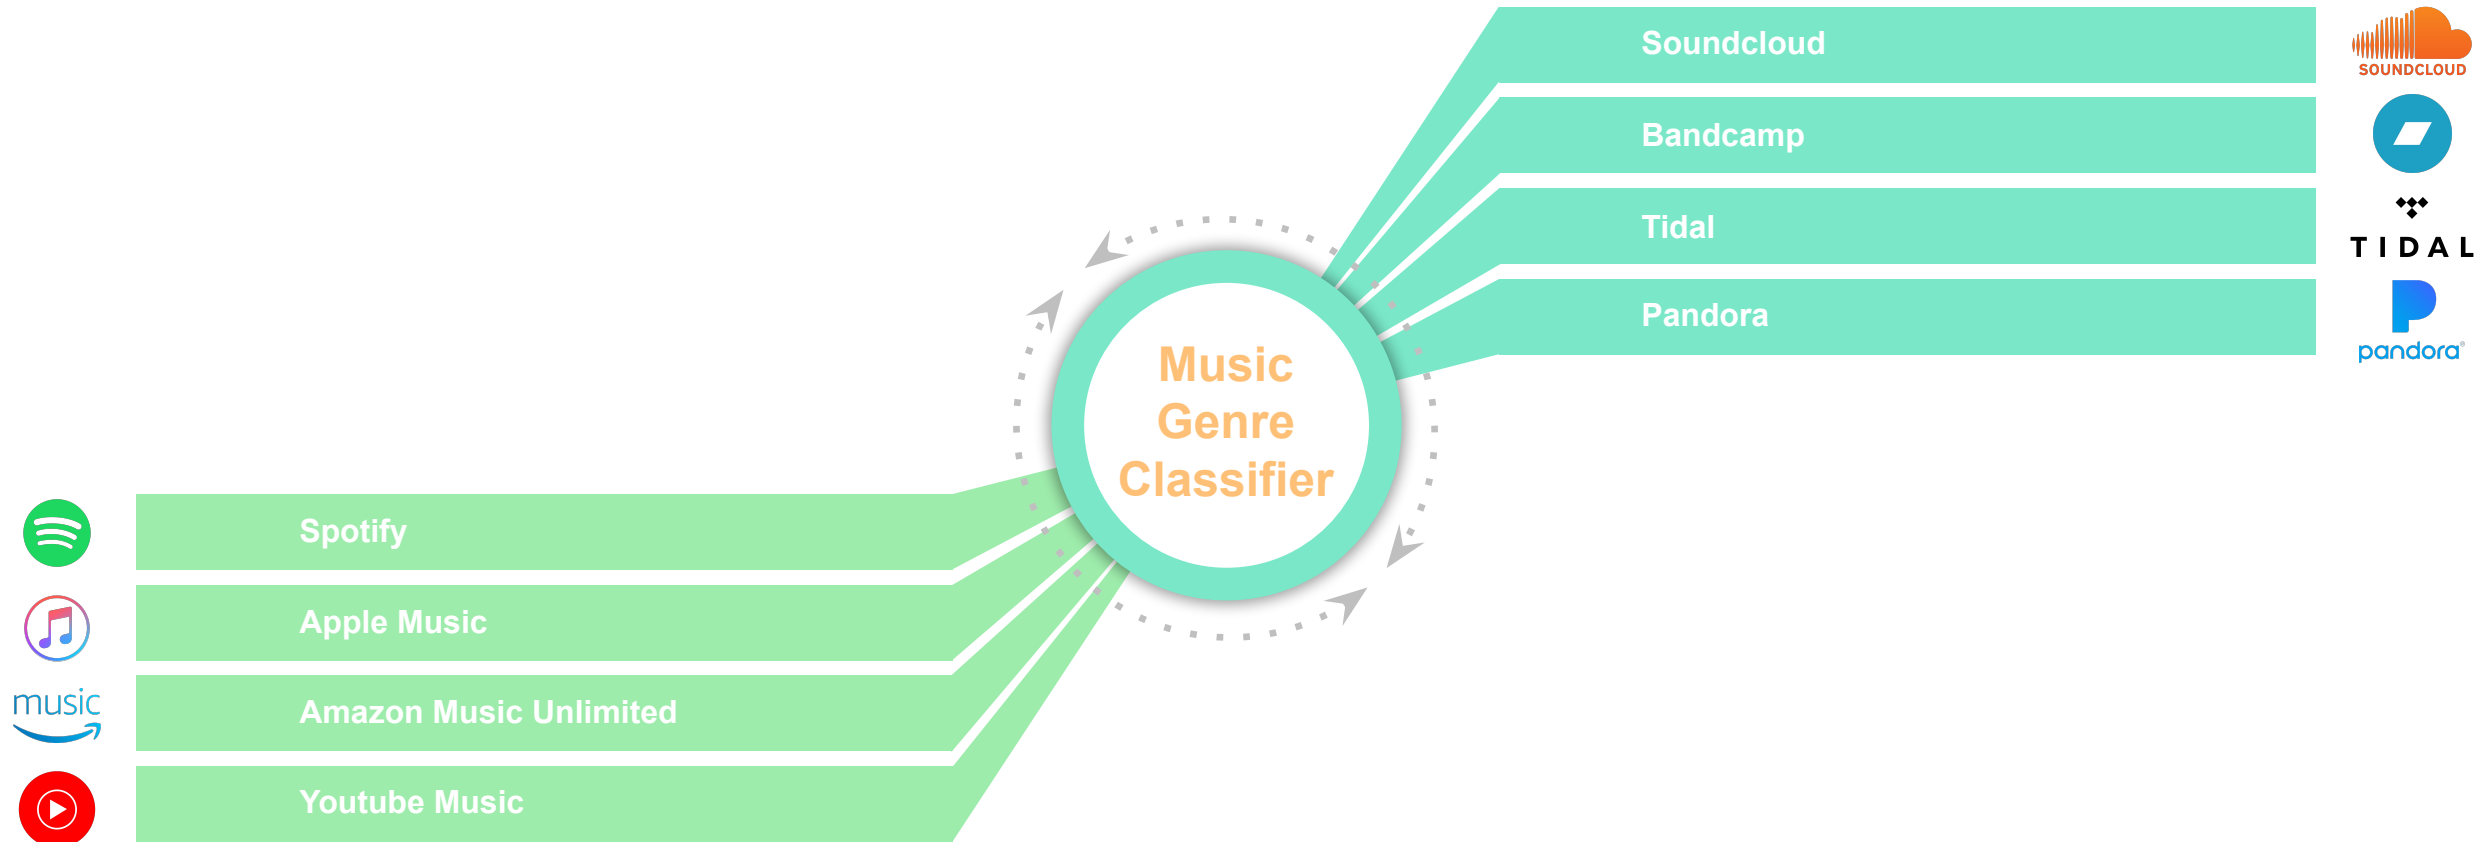 Soundcloud
SOUNDCLOUD
Bandcamp
Tidal
TIDAL
Pandora
pandora®
Music
Genre
Classifier
Spotify
Apple Music
music
Amazon Music Unlimited
Youtube Music